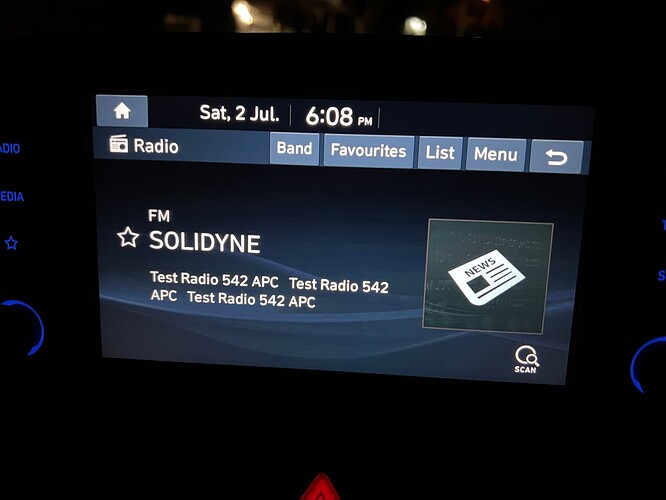 Sat, 2 Jul. 6:08 PM
Radio Band Favourites List Menu
FM
SOLIDYNE
Test Radio 542 APC Test Radio 542
APC Test Radio 542 APC
NEWS
SCAN